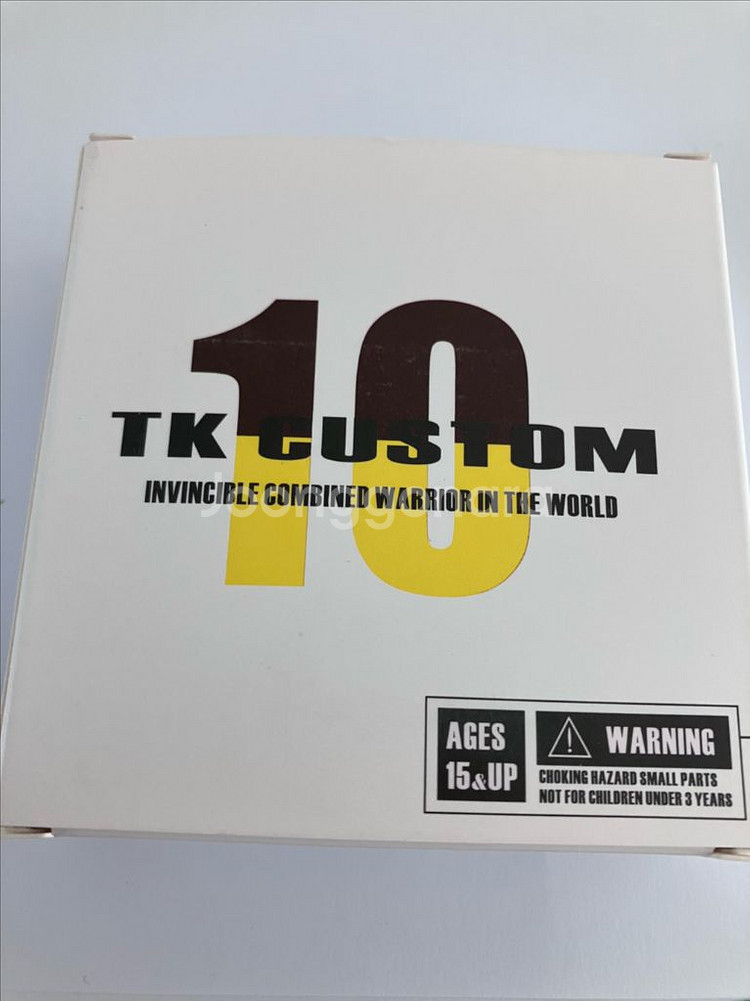 10
TK CUSTOM
INVINCIBLE COMBINED WARRIOR IN THE WORLD
Joonggonara
AGES
15&UP
WARNING
CHOKING HAZARD SMALL PARTS
NOT FOR CHILDREN UNDER 3 YEARS